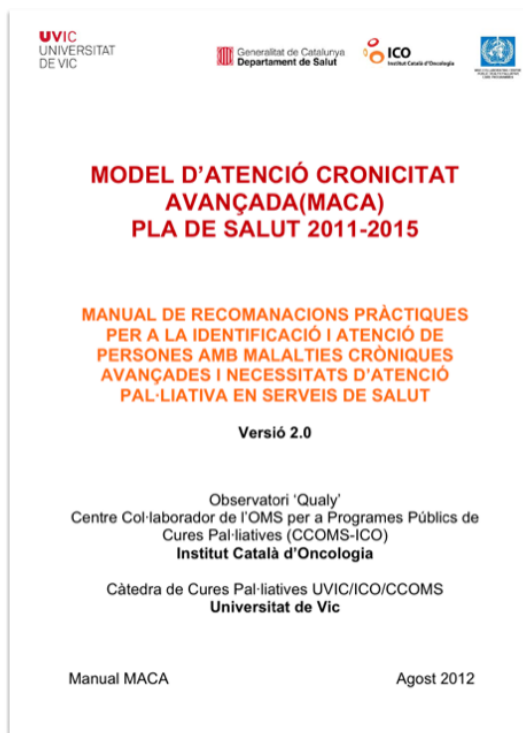 UVIC
UNIVERSITAT
DE VIC
Generalitat de Catalunya
Departament de Salut
ICO
Institut Català d'Oncologia
MODEL D'ATENCIÓ CRONICITAT
AVANÇADA(MACA)
PLA DE SALUT 2011-2015
MANUAL DE RECOMANACIONS PRÀCTIQUES
PER A LA IDENTIFICACIÓ I ATENCIÓ DE
PERSONES AMB MALALTIES CRÒNIQUES
AVANÇADES I NECESSITATS D'ATENCIÓ
PAL·LIATIVA EN SERVEIS DE SALUT
Versió 2.0
Observatori 'Qualy'
Centre Col·laborador de l'OMS per a Programes Públics de
Cures Pal·liatives (CCOMS-ICO)
Institut Català d'Oncologia
Càtedra de Cures Pal·liatives UVIC/ICO/CCOMS
Universitat de Vic
Manual MACA
Agost 2012